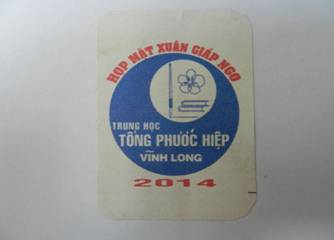 HỌP MẶT XUÂN GIÁP NGỌ
TRUNG HỌC
TỐNG PHƯỚC HIỆP
VĨNH LONG
2014